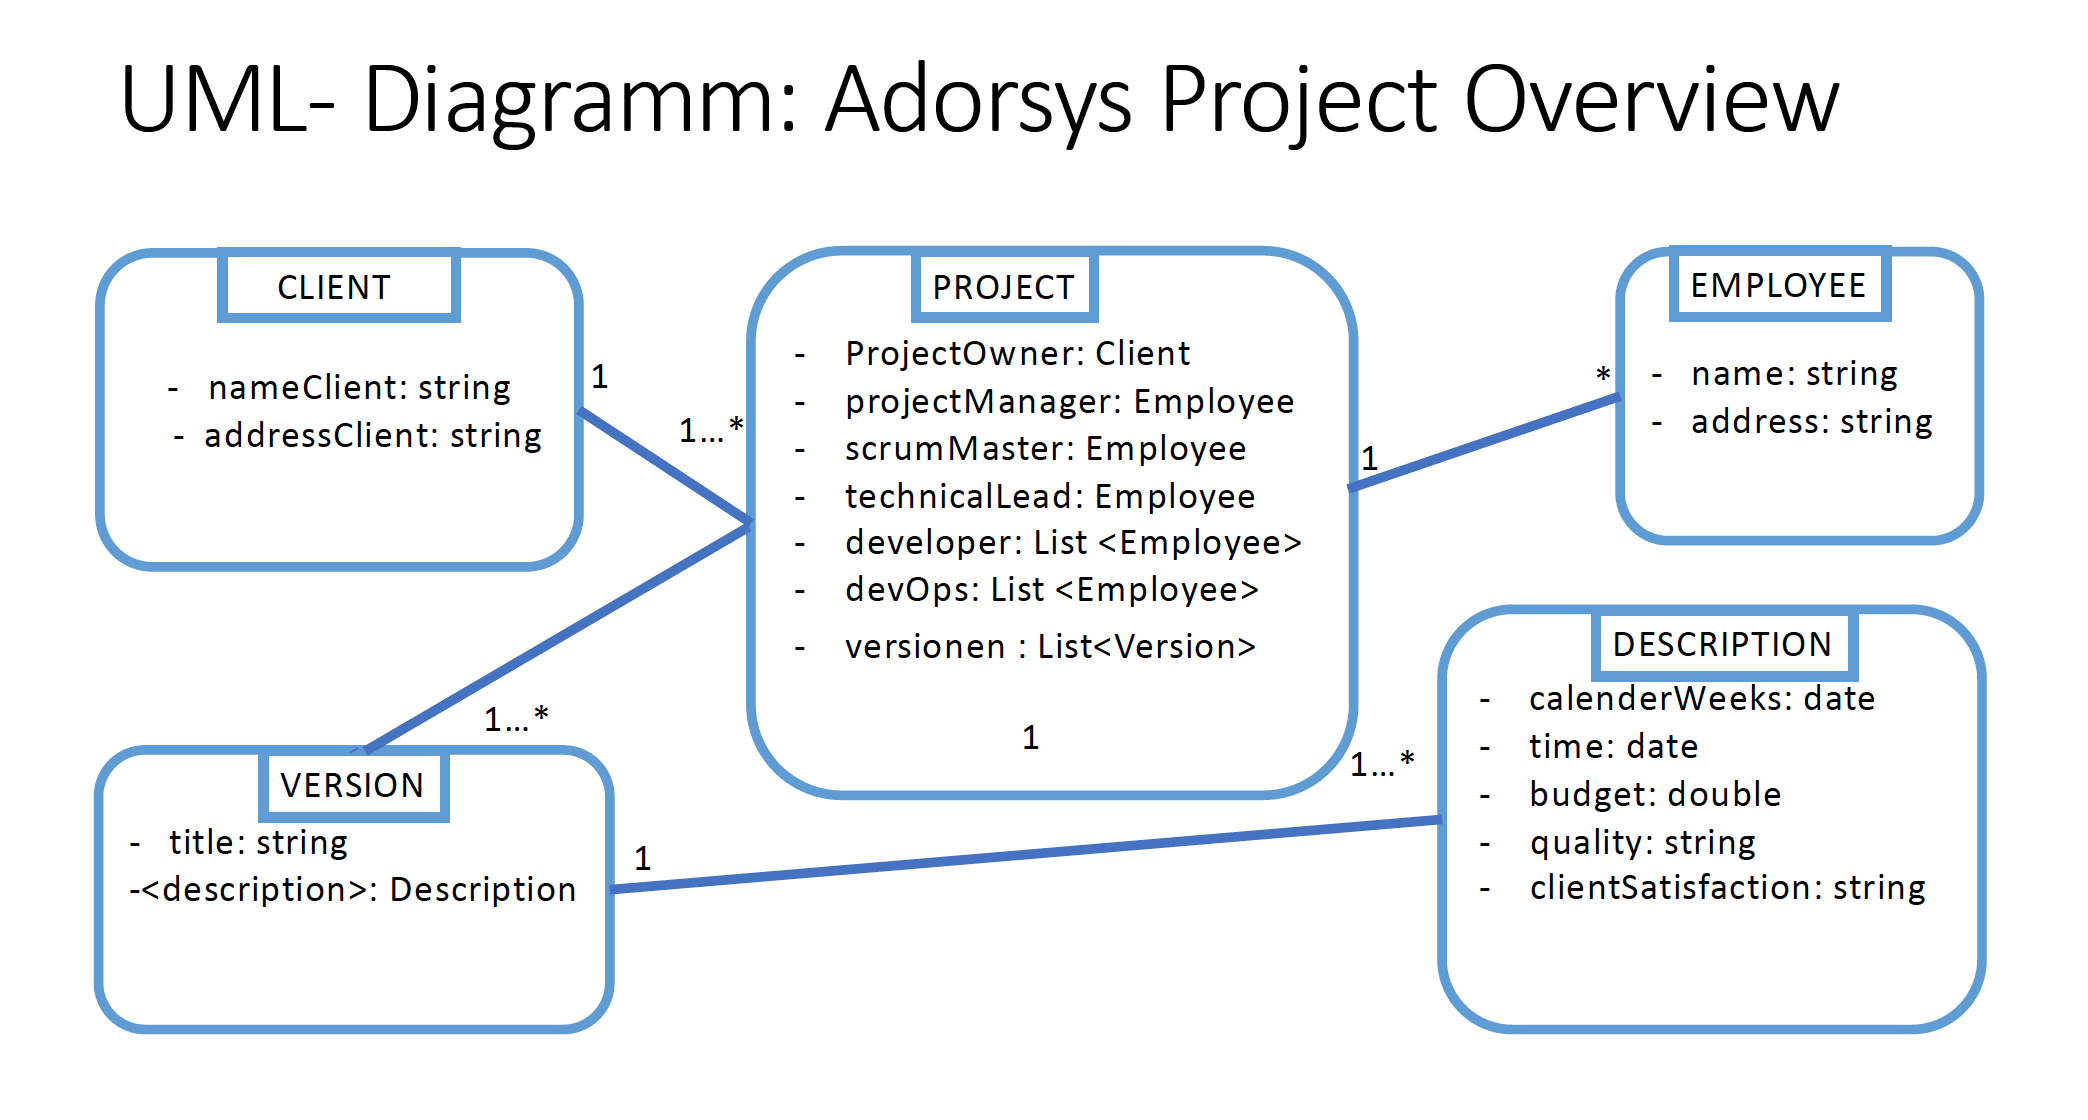 UML- Diagramm: Adorsys Project Overview
CLIENT
- nameClient: string
- addressClient: string
1
1...*
PROJECT
- ProjectOwner: Client
- projectManager: Employee
- scrumMaster: Employee
- technicalLead: Employee
- developer: List <Employee>
- devOps: List <Employee>
- versionen : List<Version>
1
1
*
EMPLOYEE
- name: string
- address: string
1...*
VERSION
- title: string
-<description>: Description
1
1...*
DESCRIPTION
- calenderWeeks: date
- time: date
- budget: double
- quality: string
- clientSatisfaction: string